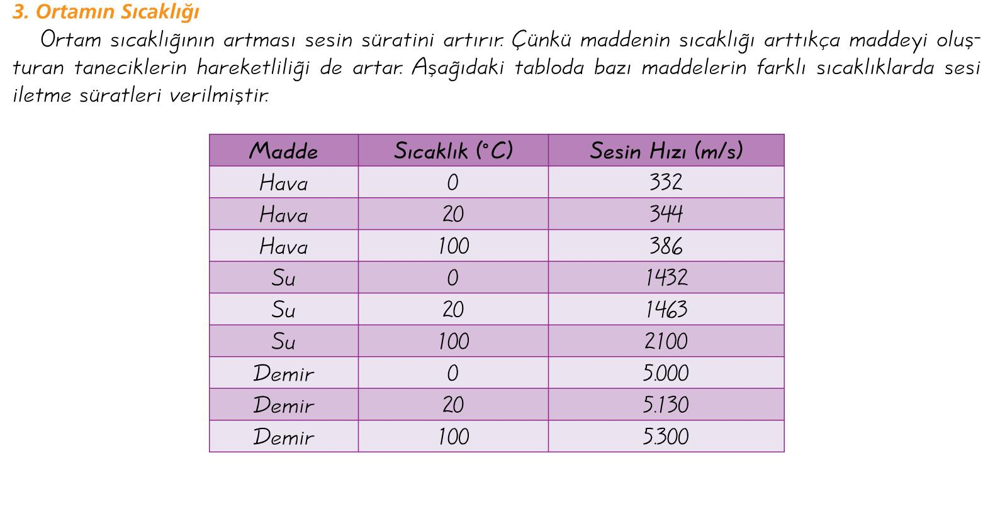 3. Ortamın Sıcaklığı
Ortam sıcaklığının artması sesin süratini artırır. Çünkü maddenin sıcaklığı arttıkça maddeyi oluş-
turan taneciklerin hareketliliği de artar. Aşağıdaki tabloda bazı maddelerin farklı sıcaklıklarda sesi
iletme süratleri verilmiştir.
Madde Sıcaklık (°C) Sesin Hızı (m/s)
Hava 0 332
Hava 20 344
Hava 100 386
Su 0 1432
Su 20 1463
Su 100 2100
Demir 0 5.000
Demir 20 5.130
Demir 100 5.300